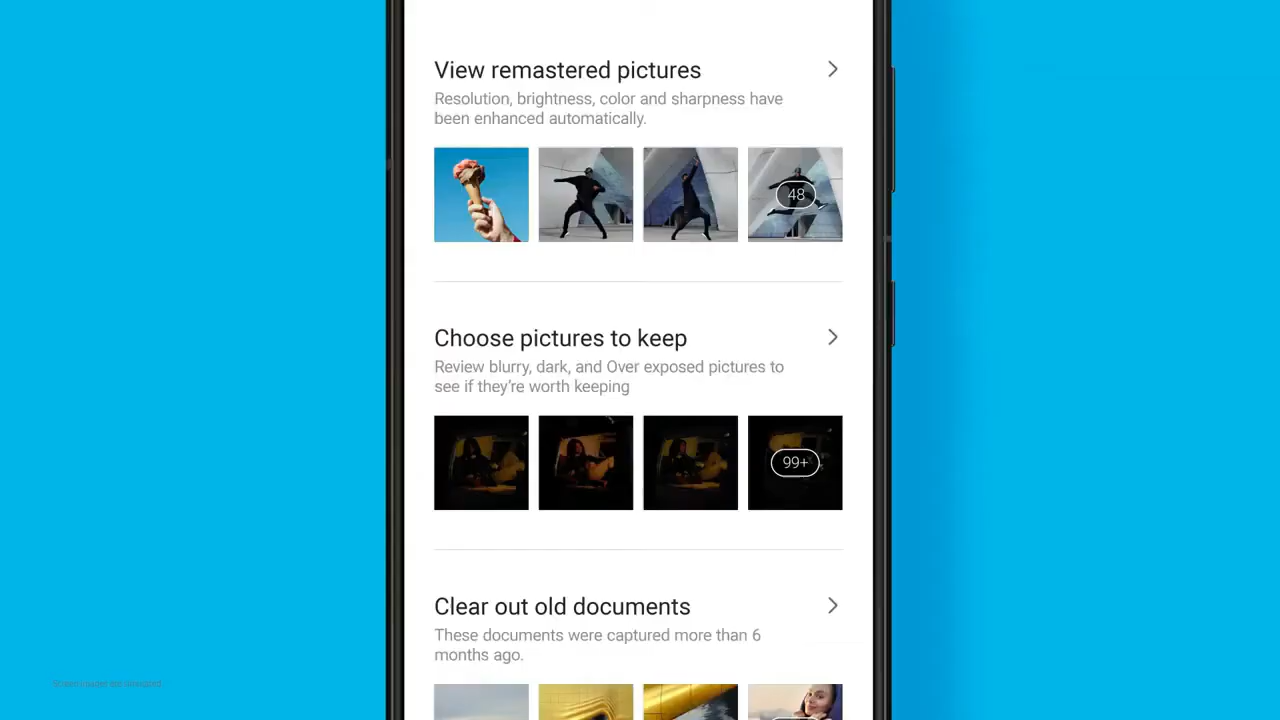 View remastered pictures
Resolution, brightness, color and sharpness have
been enhanced automatically.
48
Choose pictures to keep
Review blurry, dark, and Over exposed pictures to
see if they're worth keeping
99+
Clear out old documents
These documents were captured more than 6
months ago.